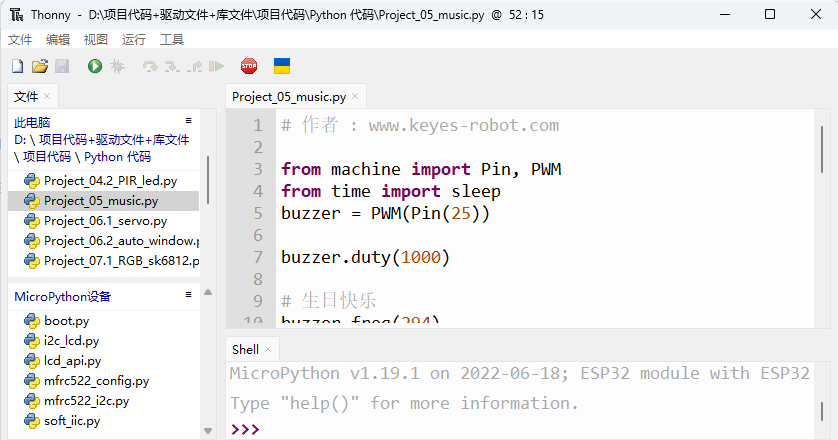 Thonny - D:\项目代码+驱动文件+库文件\项目代码\Python 代码\Project_05_music.py @ 52 : 15
文件 编辑 视图 运行 工具
STOP
文件 ×
此电脑
D: \ 项目代码+驱动文件+库文件
\ 项目代码 \ Python 代码
Project_04.2_PIR_led.py
Project_05_music.py
Project_06.1_servo.py
Project_06.2_auto_window.p
Project_07.1_RGB_sk6812.p
MicroPython设备
boot.py
i2c_lcd.py
lcd_api.py
mfrc522_config.py
mfrc522_i2c.py
soft_iic.py
Project_05_music.py ×
1 # 作者 : www.keyes-robot.com
2
3 from machine import Pin, PWM
4 from time import sleep
5 buzzer = PWM(Pin(25))
6
7 buzzer.duty(1000)
8
9 # 生日快乐
10 buzzer.freq(294)
Shell ×
MicroPython v1.19.1 on 2022-06-18; ESP32 module with ESP32
Type "help()" for more information.
>>>